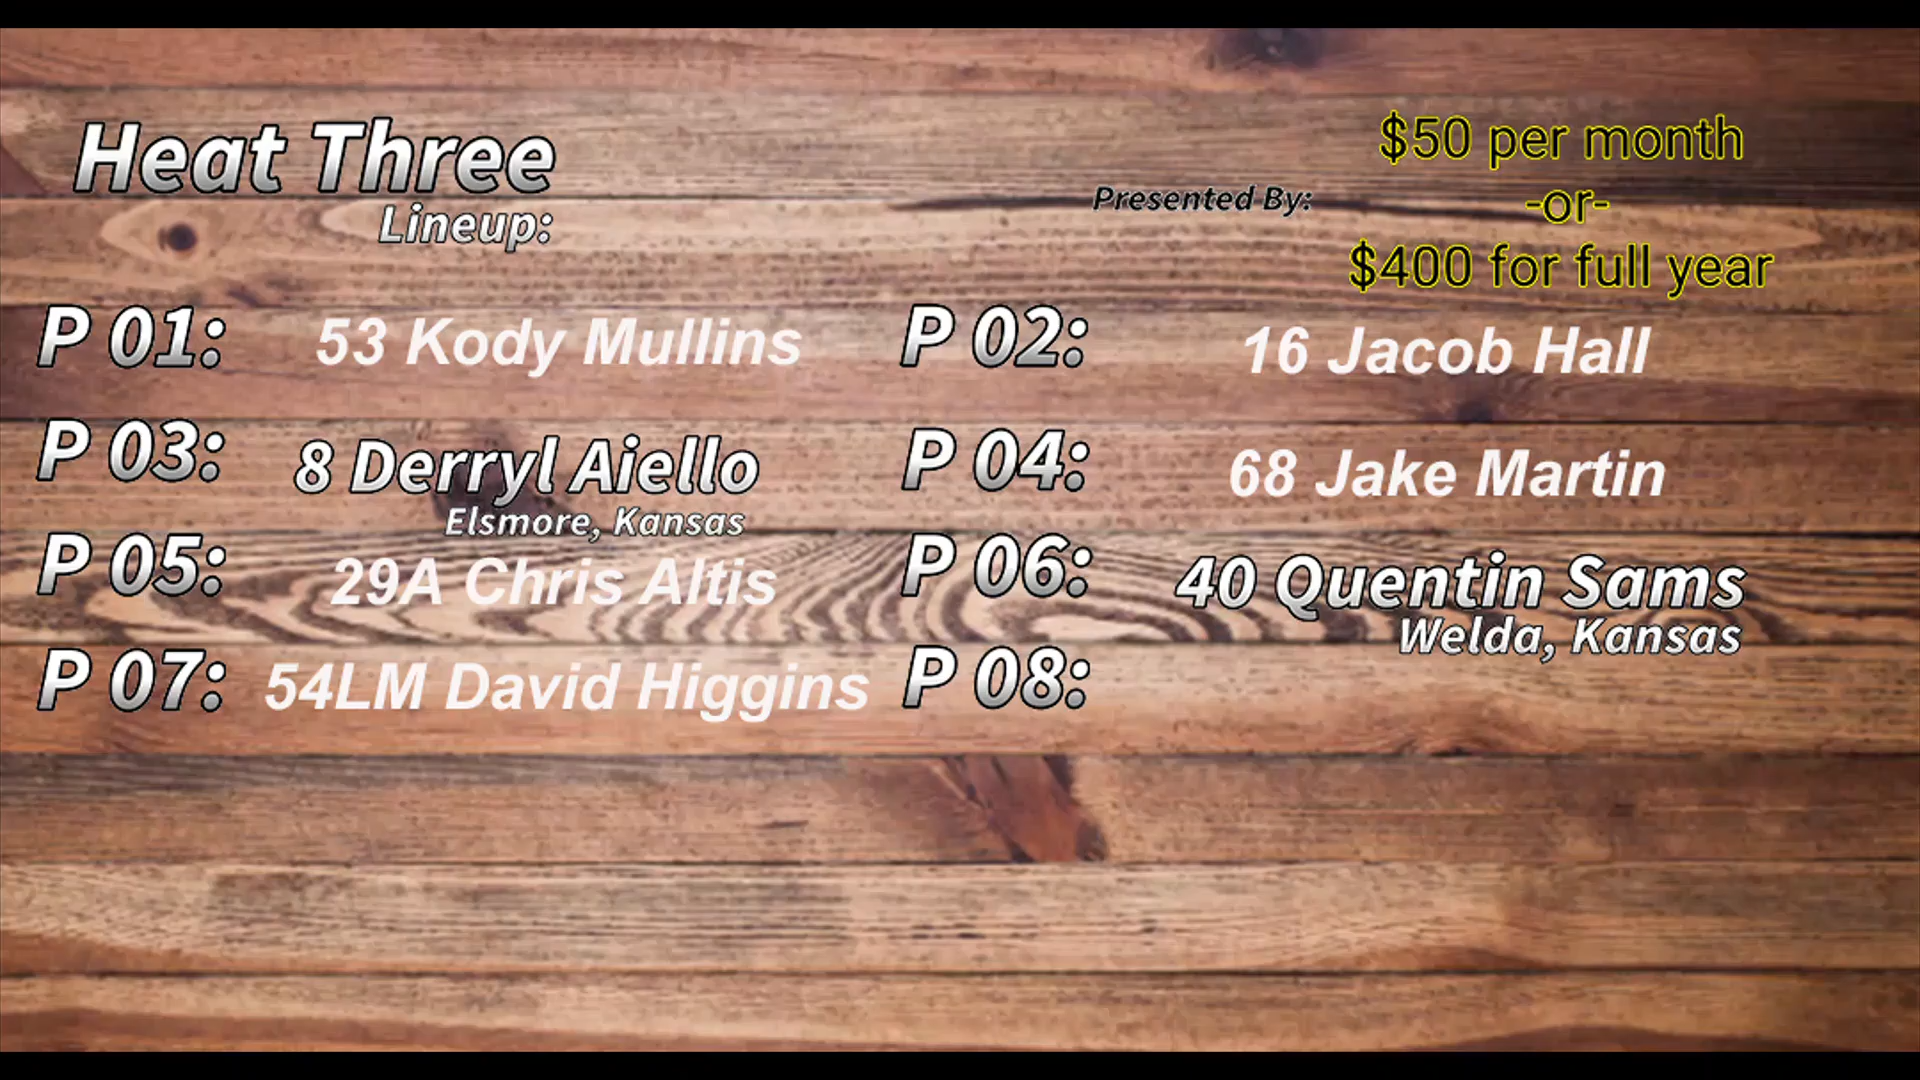 Heat Three
Lineup:
Presented By:
$50 per month
-or-
$400 for full year
P 01: 53 Kody Mullins
P 02: 16 Jacob Hall
P 03: 8 Derryl Aiello
Elsmore, Kansas
P 04: 68 Jake Martin
P 05: 29A Chris Altis
P 06: 40 Quentin Sams
Welda, Kansas
P 07: 54LM David Higgins
P 08: